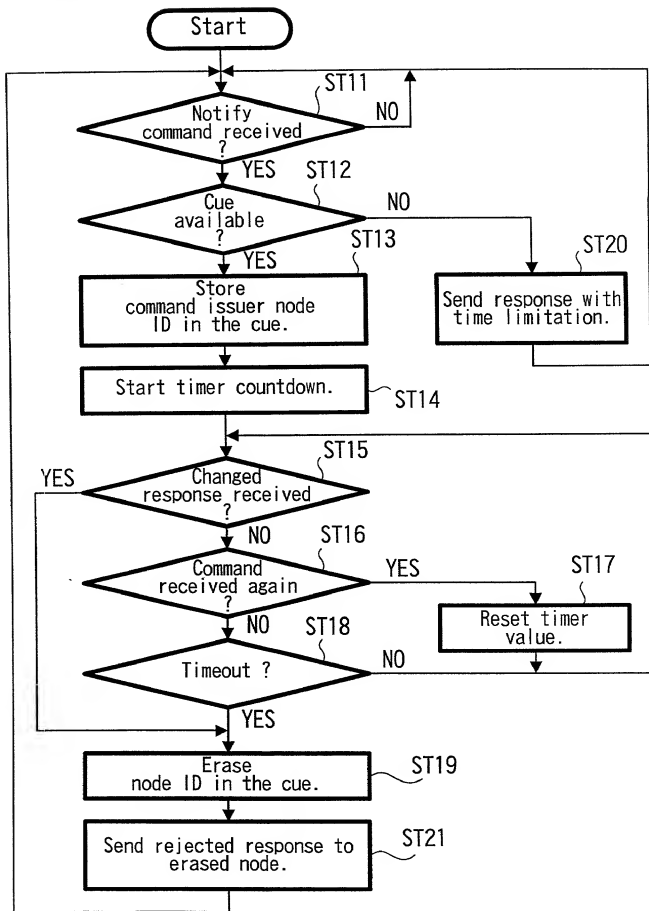 Start
ST11
Notify
command received
?
NO
YES
ST12
Cue
available
?
NO
YES
ST13
Store
command issuer node
ID in the cue.
ST20
Send response with
time limitation.
Start timer countdown.
ST14
ST15
YES
Changed
response received
?
NO
ST16
Command
received again
?
YES
ST17
Reset timer
value.
NO
ST18
Timeout ?
NO
YES
Erase
node ID in the cue.
ST19
Send rejected response to
erased node.
ST21